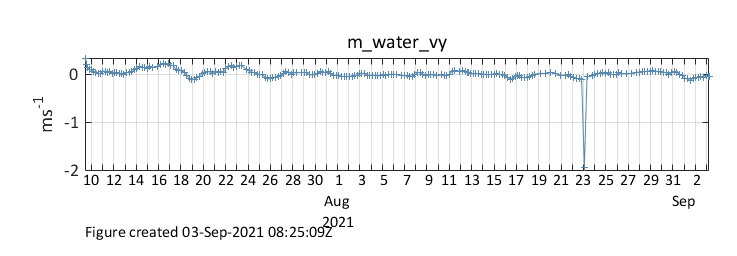 m_water_vy
ms-1
0
-1
-2
10 12 14 16 18 20 22 24 26 28 30 1 3 5 7 9 11 13 15 17 19 21 23 25 27 29 31 2
Aug Sep
2021
Figure created 03-Sep-2021 08:25:09Z